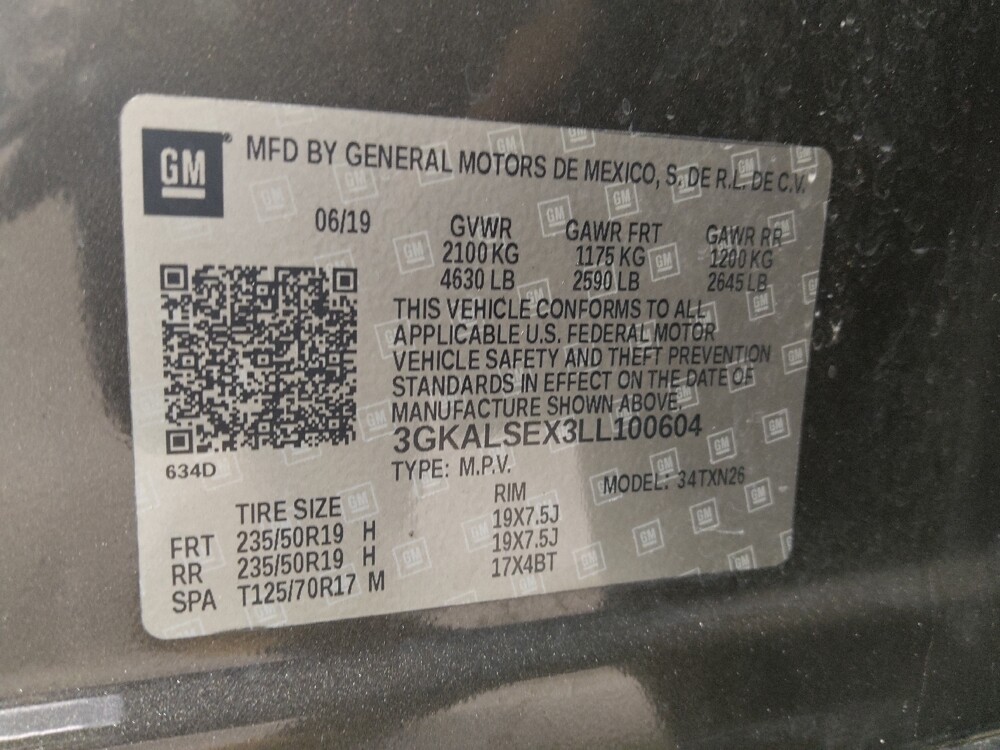 GM® MFD BY GENERAL MOTORS DE MEXICO, S. DE R.L. DE C.V.
06/19 GVWR GAWR FRT GAWR RR
2100 KG 1175 KG 1200 KG
4630 LB 2590 LB 2645 LB
THIS VEHICLE CONFORMS TO ALL
APPLICABLE U.S. FEDERAL MOTOR
VEHICLE SAFETY AND THEFT PREVENTION
STANDARDS IN EFFECT ON THE DATE OF
MANUFACTURE SHOWN ABOVE.
3GKALSEX3LL100604
634D TYPE: M.P.V. MODEL: 34TXN26
TIRE SIZE RIM
FRT 235/50R19 H 19X7.5J
RR 235/50R19 H 19X7.5J
SPA T125/70R17 M 17X4BT